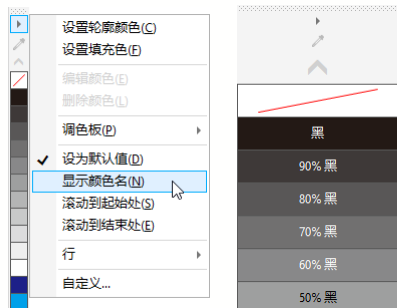 设置轮廓颜色(C)
设置填充色(F)
编辑颜色(E)
删除颜色(L)
调色板(P)
设为默认值(D)
显示颜色名(N)
滚动到起始处(S)
滚动到结束处(E)
行
自定义...
黑
90% 黑
80% 黑
70% 黑
60% 黑
50% 黑